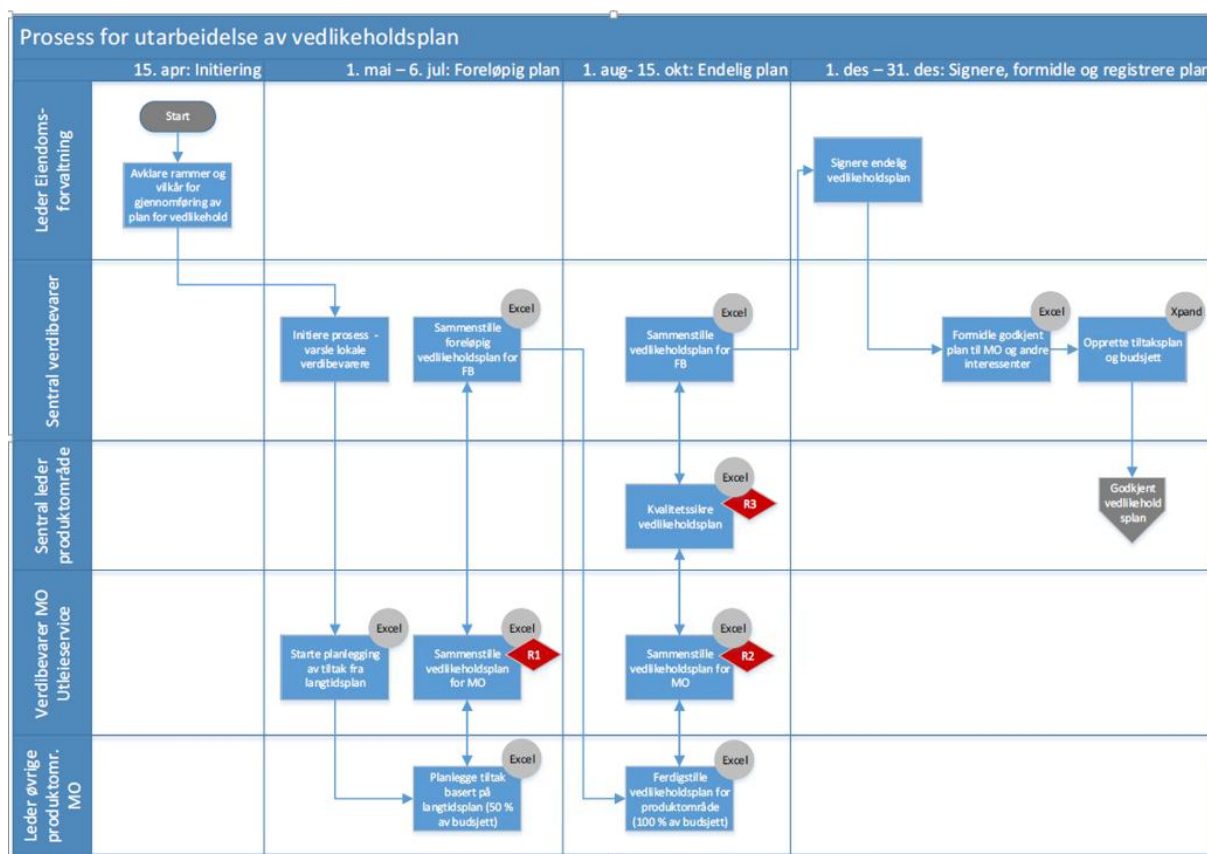 Prosess for utarbeidelse av vedlikeholdsplan
15. apr: Initiering
1. mai – 6. jul: Foreløpig plan
1. aug- 15. okt: Endelig plan
1. des – 31. des: Signere, formidle og registrere plan
Leder Eiendoms-
forvaltning
Start
Avklare rammer og
vilkår for
gjennomføring av
plan for vedlikehold
Signere endelig
vedlikeholdsplan
Sentral verdibevarer
Initiere prosess -
varsle lokale
verdibevarere
Excel
Sammenstille
foreløpig
vedlikeholdsplan for
FB
Excel
Sammenstille
vedlikeholdsplan for
FB
Excel
Formidle godkjent
plan til MO og andre
interessenter
Xpand
Opprette tiltaksplan
og budsjett
Sentral leder
produktområde
Excel
R3
Kvalitetssikre
vedlikeholdsplan
Godkjent
vedlikehold
splan
Verdibevarer MO
Utleieservice
Excel
Starte planlegging
av tiltak fra
langtidsplan
Excel
R1
Sammenstille
vedlikeholdsplan
for MO
Excel
R2
Sammenstille
vedlikeholdsplan for
MO
Leder øvrige
produktomr.
MO
Excel
Planlegge tiltak
basert på
langtidsplan (50 %
av budsjett)
Excel
Ferdigstille
vedlikeholdsplan for
produktområde
(100 % av budsjett)